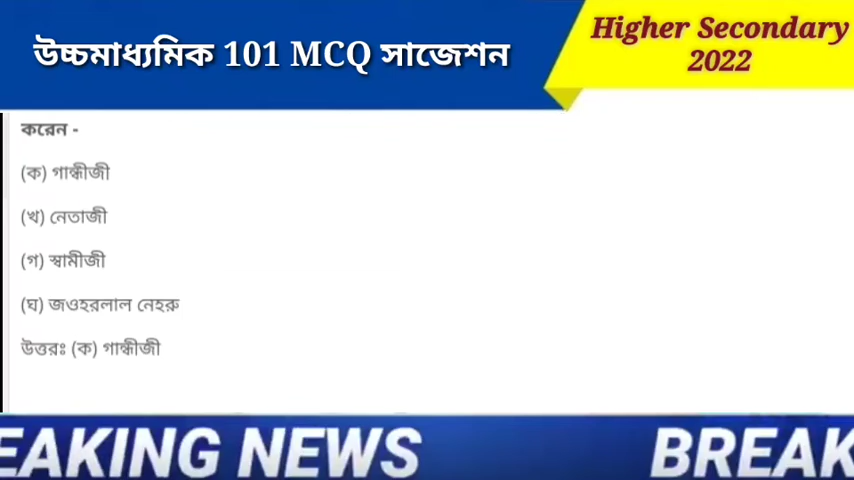 উচ্চমাধ্যমিক 101 MCQ সাজেশন
Higher Secondary
2022
করেন -
(ক) গান্ধীজী
(খ) নেতাজী
(গ) স্বামীজী
(ঘ) জওহরলাল নেহরু
উত্তরঃ (ক) গান্ধীজী
EAKING NEWS BREAK